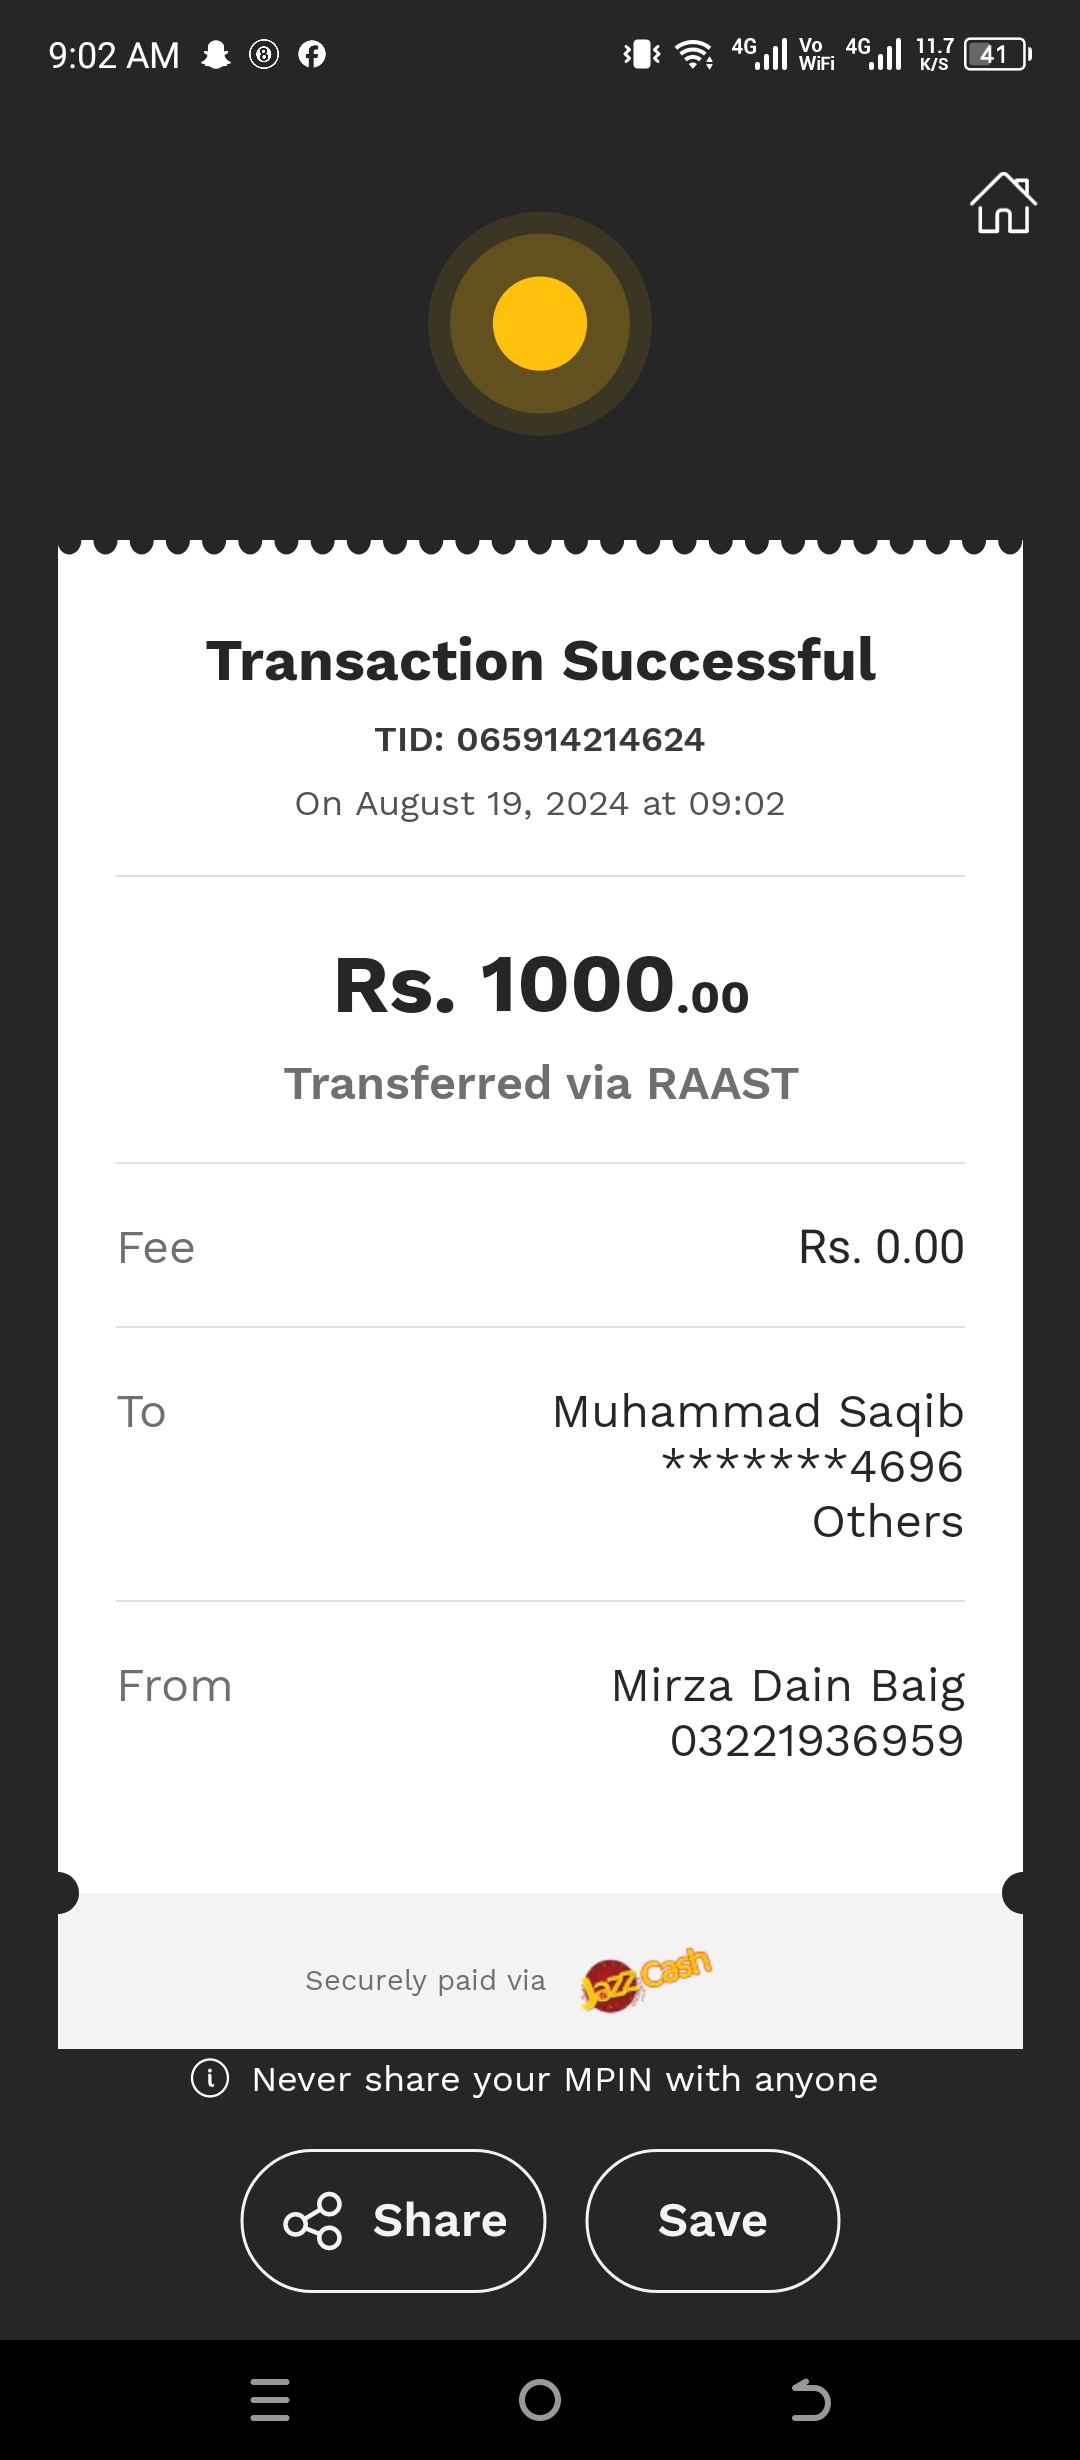 9:02 AM 4G Vo WiFi 4G 11.7 K/S 41
Transaction Successful
TID: 065914214624
On August 19, 2024 at 09:02
Rs. 1000.00
Transferred via RAAST
Fee Rs. 0.00
To Muhammad Saqib
*******4696
Others
From Mirza Dain Baig
03221936959
Securely paid via JazzCash
Never share your MPIN with anyone
Share Save